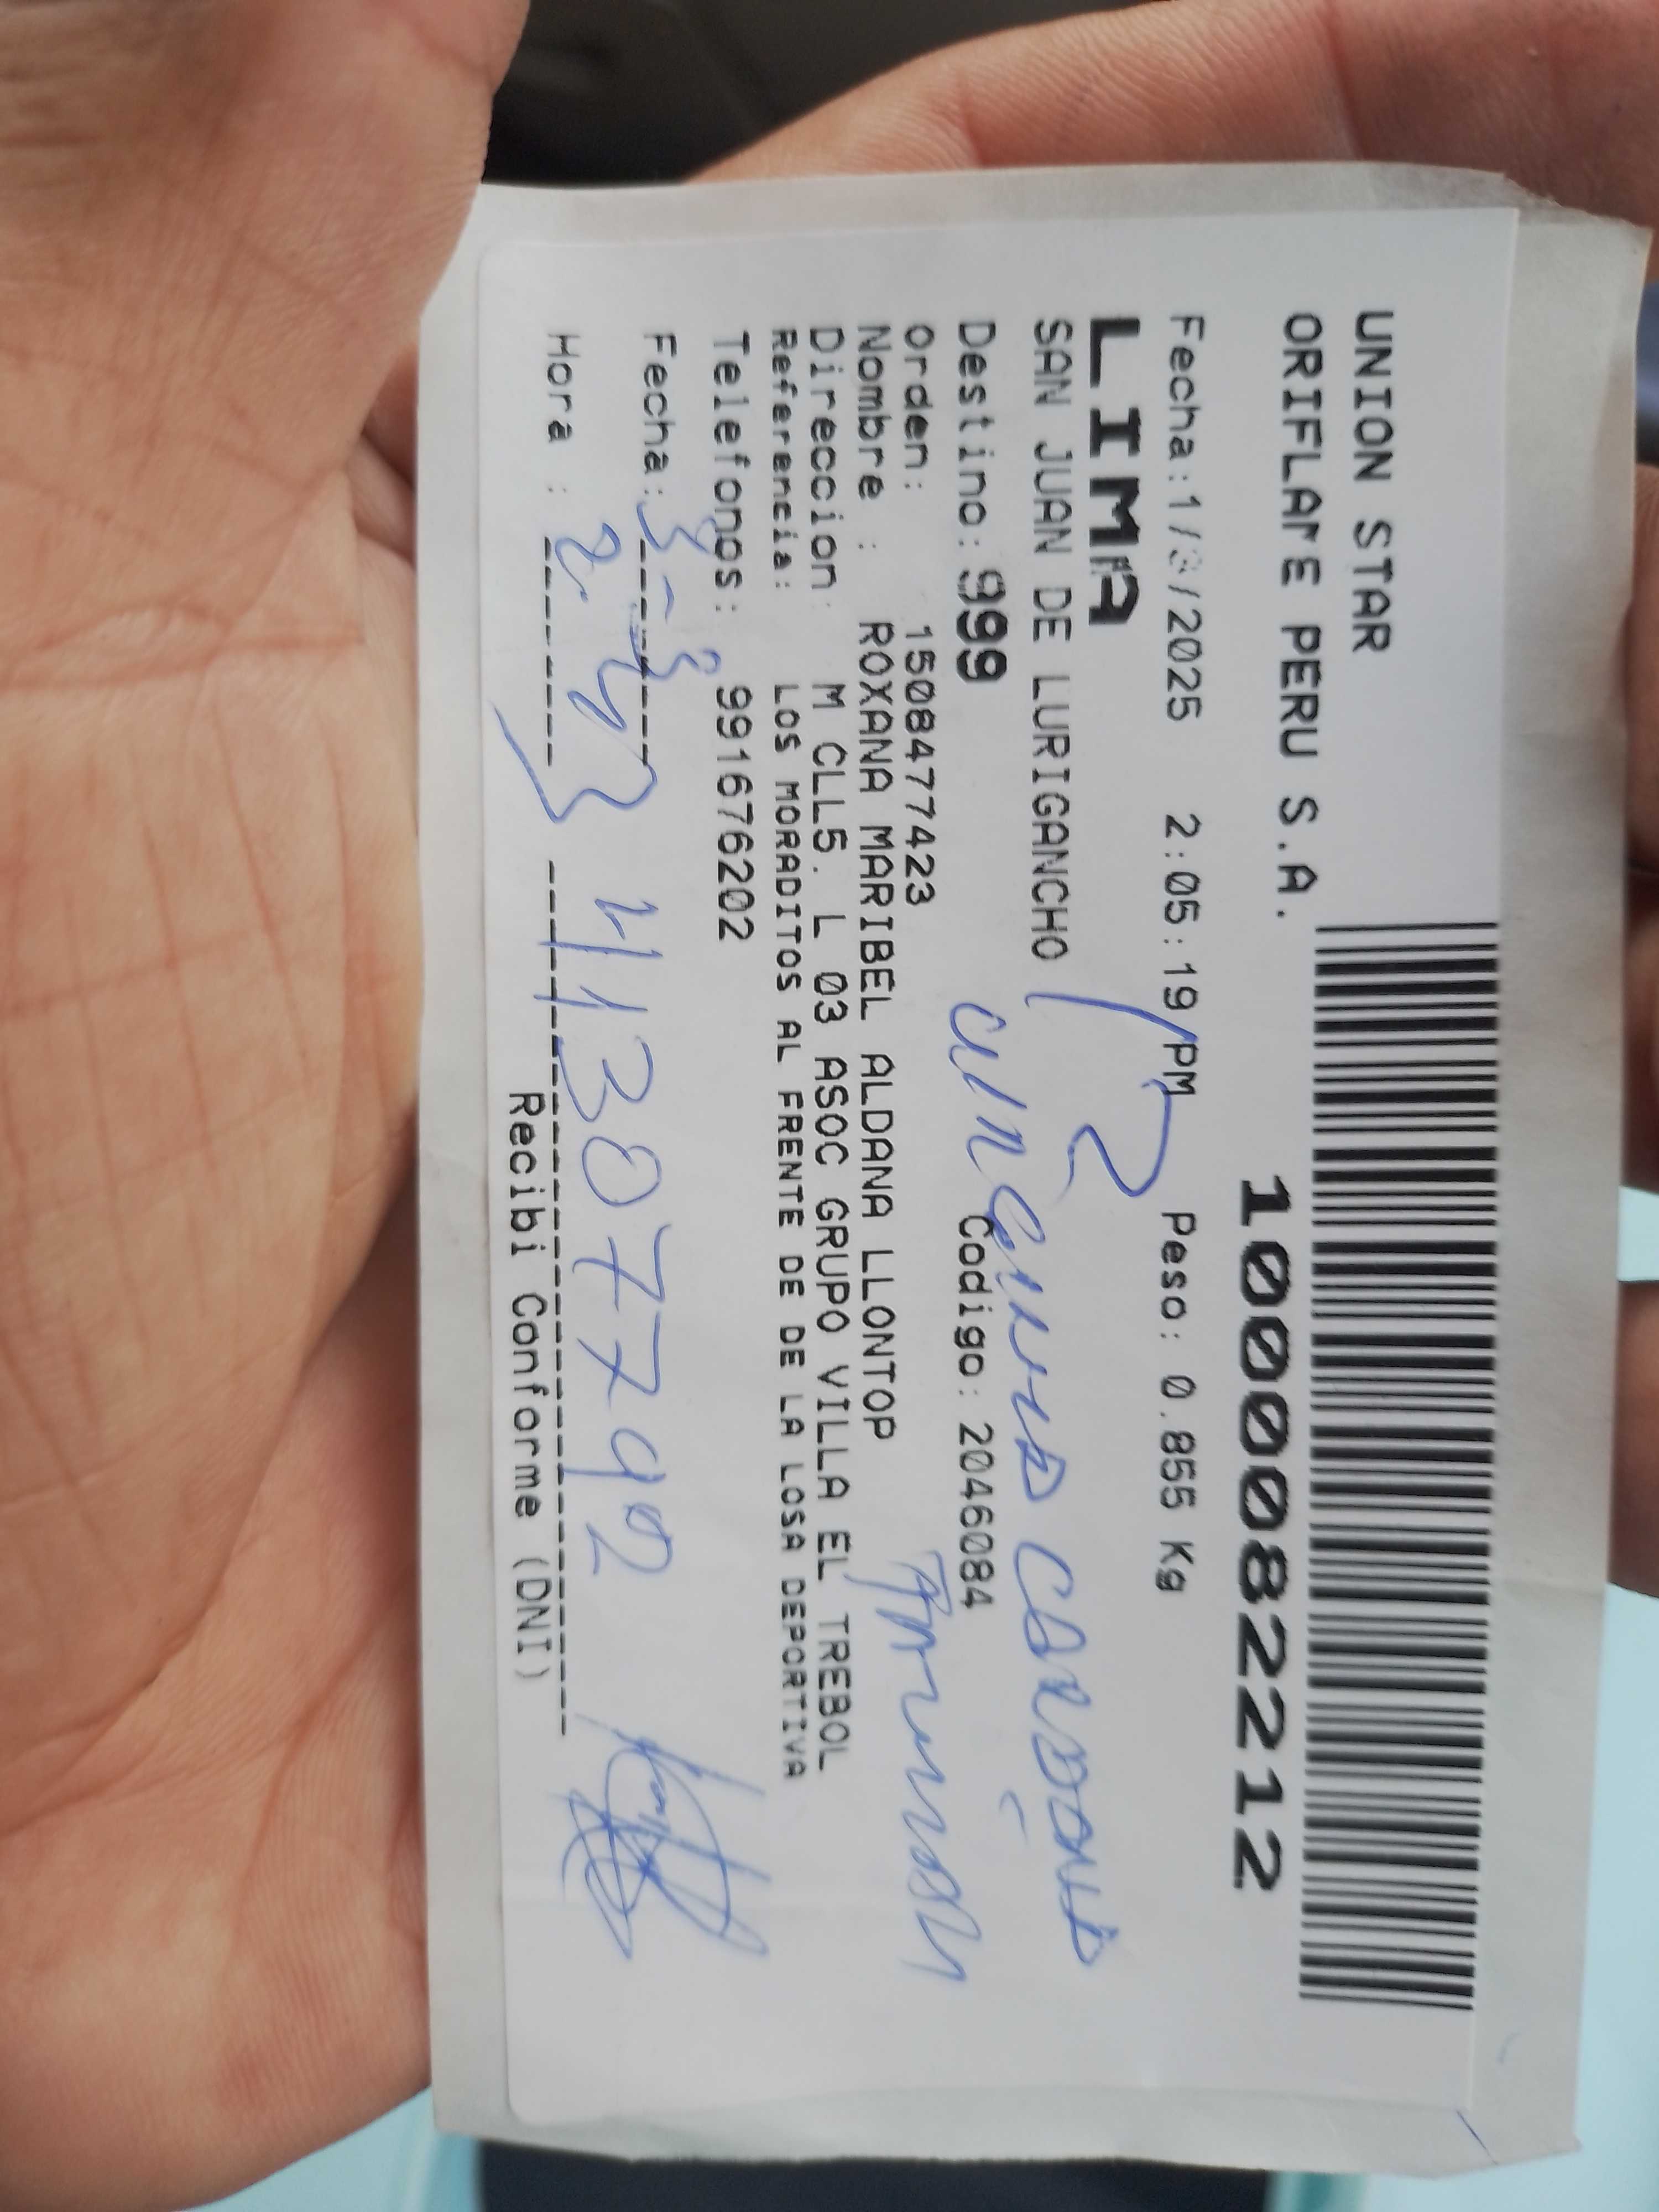 UNION STAR
ORIFLAME PERU S.A.
10000822212
Fecha:1/3/2025 2:05:19 PM Peso: 0.855 Kg
LIMA
SAN JUAN DE LURIGANCHO
Destino: 999 Codigo: 2046084
Orden: 1508477423
Nombre : ROXANA MARIBEL ALDANA LLONTOP
Direccion: M CLL5. L 03 ASOC GRUPO VILLA EL TREBOL
Referencia: LOS MORADITOS AL FRENTE DE DE LA LOSA DEPORTIVA
Telefonos: 991676202
Fecha:
Hora : 41307792
Recibi Conforme (DNI)